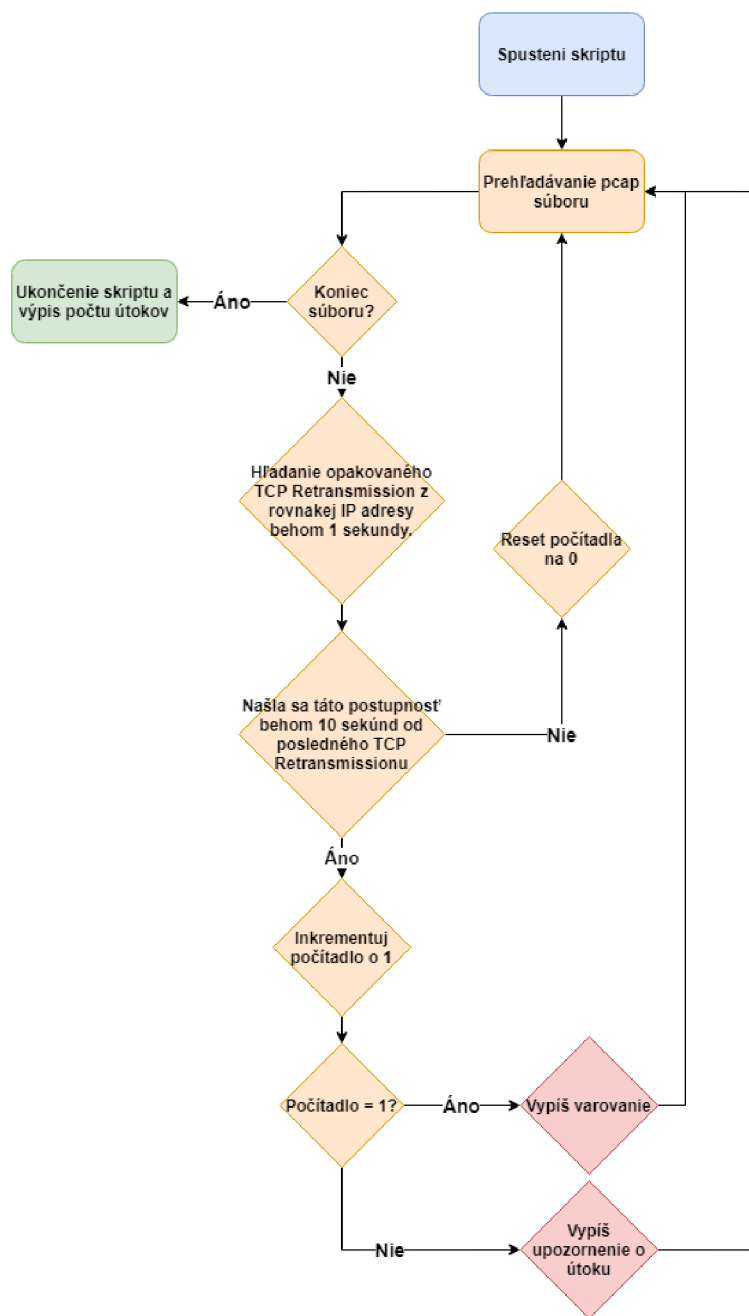 Spusteni skriptu
Prehľadávanie pcap
súboru
Koniec
súboru?
Áno
Ukončenie skriptu a
výpis počtu útokov
Nie
Hľadanie opakovaného
TCP Retransmission z
rovnakej IP adresy
behom 1 sekundy.
Reset počítadla
na 0
Našla sa táto postupnosť
behom 10 sekúnd od
posledného TCP
Retransmissionu
Nie
Áno
Inkrementuj
počítadlo o 1
Počítadlo = 1?
Áno
Vypíš varovanie
Nie
Vypíš
upozornenie o
útoku